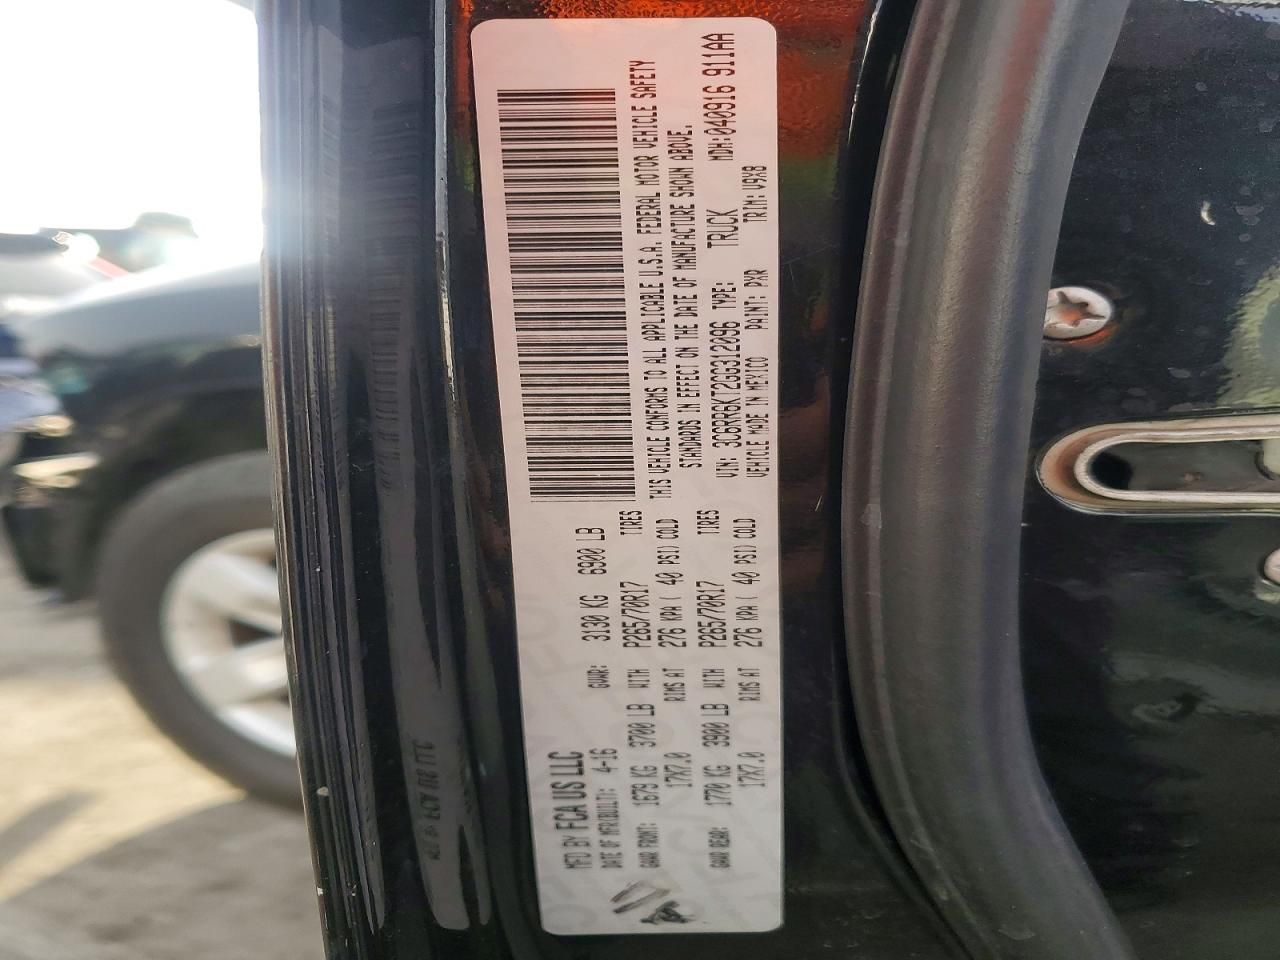 MFD BY FCA US LLC
DATE OF MFR(BUILT): 4-16 GVWR: 3130 KG 6900 LB
GAWR FRONT: 1679 KG 3700 LB WITH P265/70R17 TIRES
17X7.0 RIMS AT 276 KPA ( 40 PSI) COLD
GAWR REAR: 1770 KG 3900 LB WITH P265/70R17 TIRES
17X7.0 RIMS AT 276 KPA ( 40 PSI) COLD
THIS VEHICLE CONFORMS TO ALL APPLICABLE U.S.A. FEDERAL MOTOR VEHICLE SAFETY
STANDARDS IN EFFECT ON THE DATE OF MANUFACTURE SHOWN ABOVE.
VIN: 3C6RR6KT2GG312096 TYPE: TRUCK MDH:040916 911AA
VEHICLE MADE IN MEXICO PAINT: PXR TRIM: V9X8